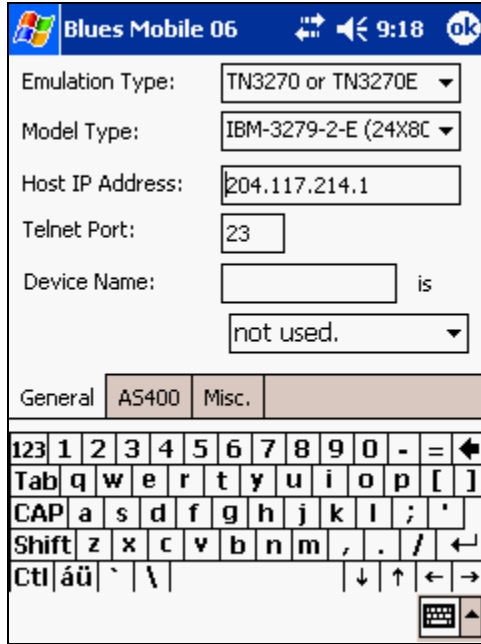 Blues Mobile 06 9:18 ok
Emulation Type: TN3270 or TN3270E
Model Type: IBM-3279-2-E (24X8C
Host IP Address: 204.117.214.1
Telnet Port: 23
Device Name: is
not used.
General AS400 Misc.
123 1 2 3 4 5 6 7 8 9 0 - =
Tab q w e r t y u i o p [ ]
CAP a s d f g h j k l ; '
Shift z x c v b n m , . /
Ctl áü ` \